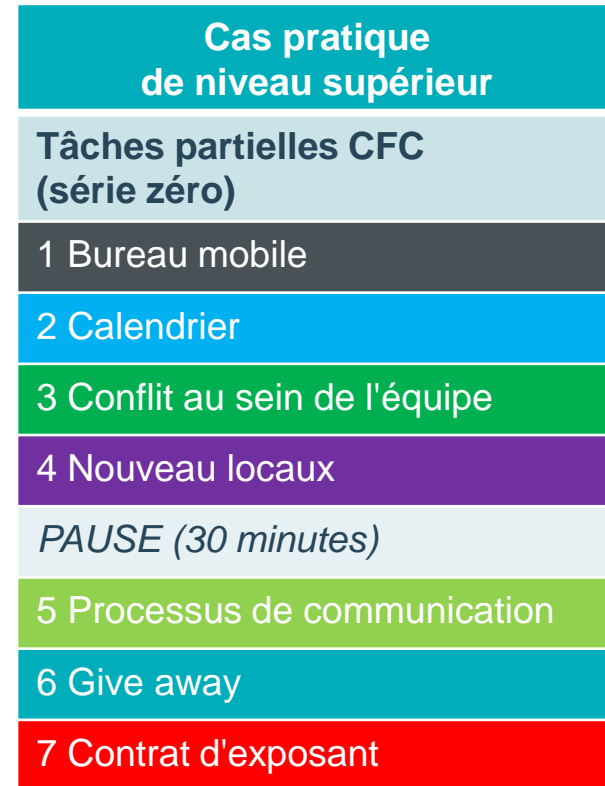 Cas pratique
de niveau supérieur
Tâches partielles CFC
(série zéro)
1 Bureau mobile
2 Calendrier
3 Conflit au sein de l'équipe
4 Nouveau locaux
PAUSE (30 minutes)
5 Processus de communication
6 Give away
7 Contrat d'exposant